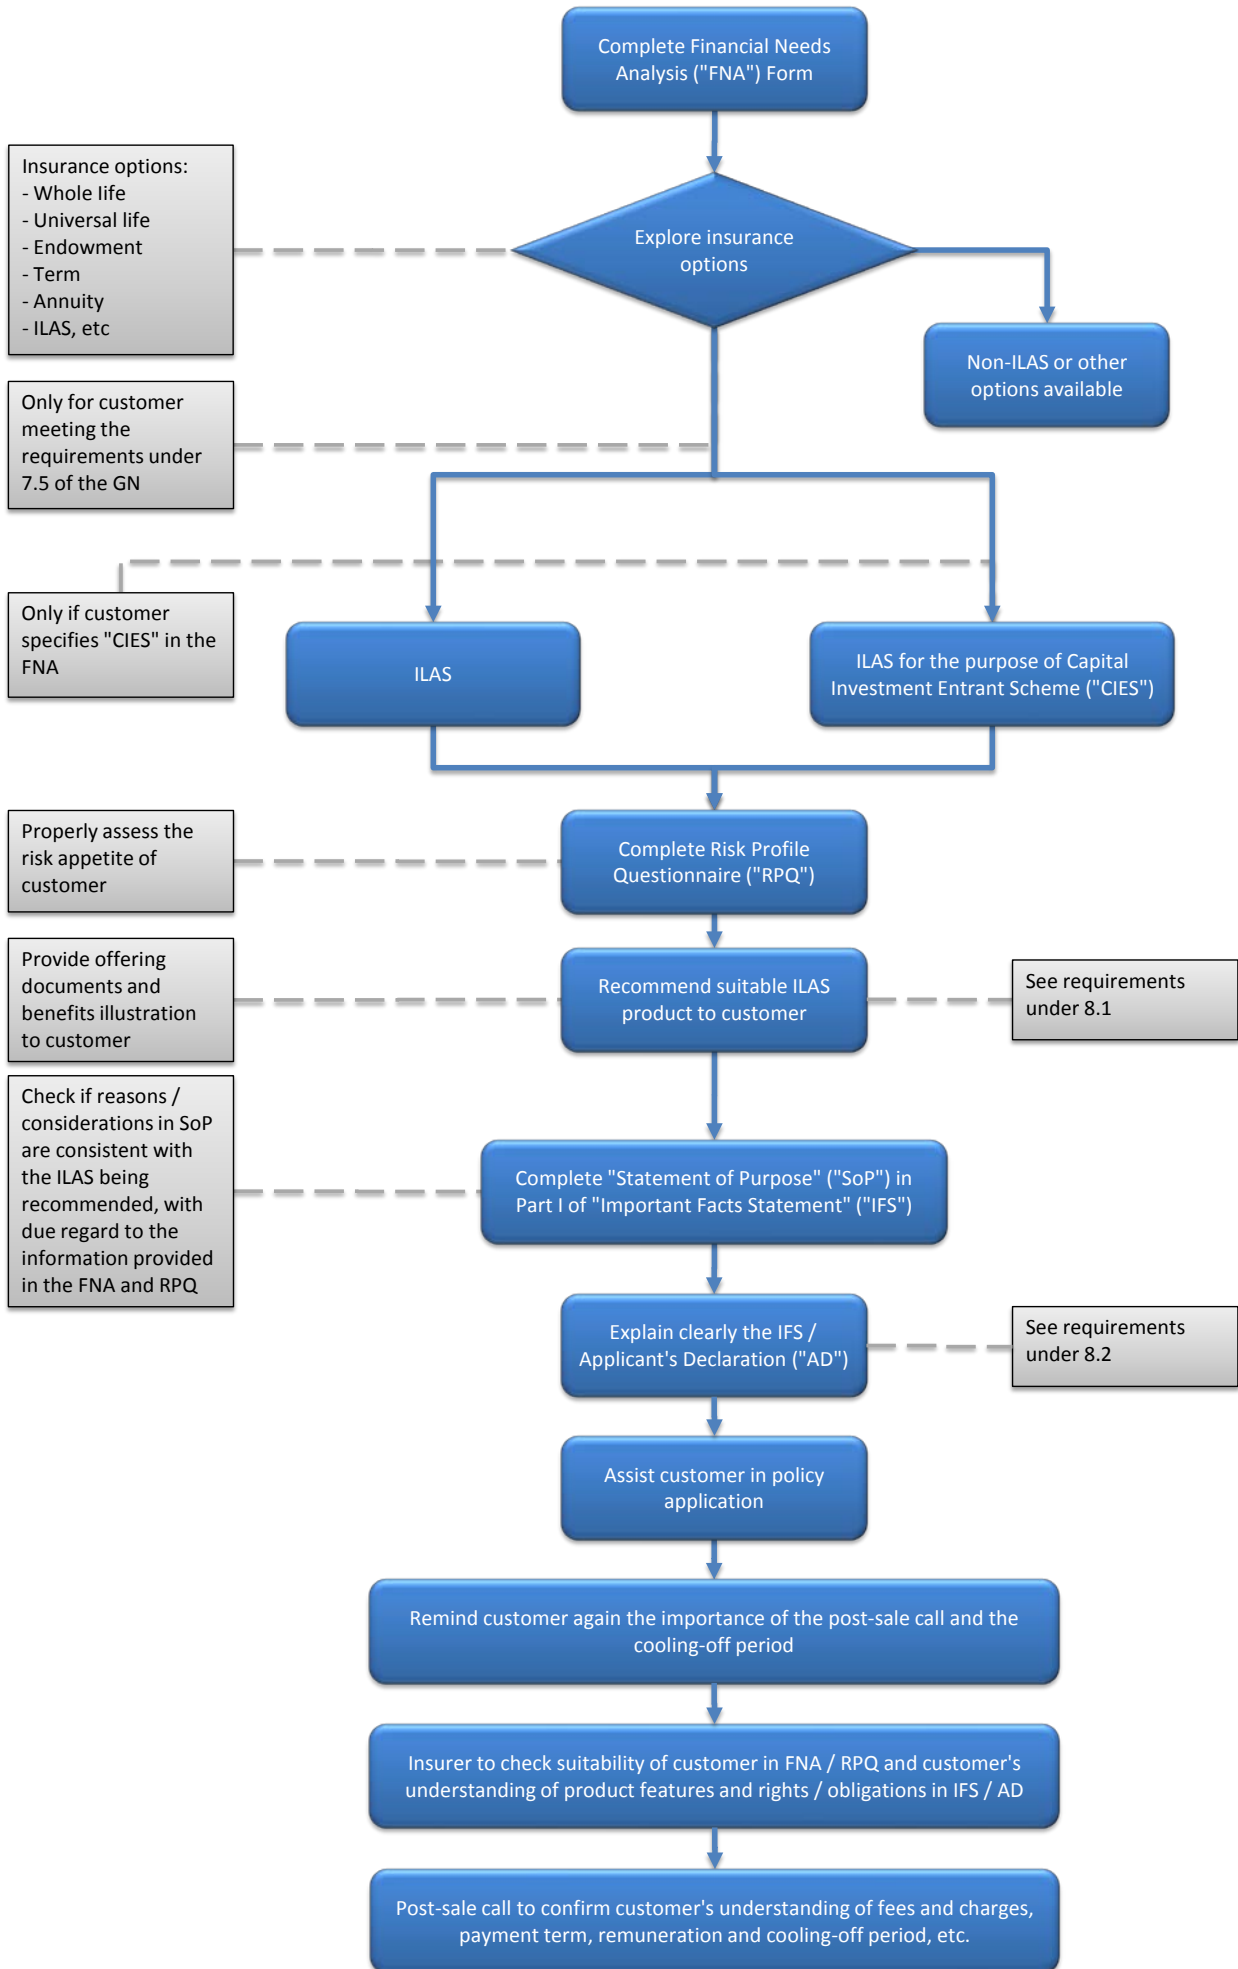 Complete Financial Needs
Analysis ("FNA") Form
Insurance options:
- Whole life
- Universal life
- Endowment
- Term
- Annuity
- ILAS, etc
Explore insurance
options
Non-ILAS or other
options available
Only for customer
meeting the
requirements under
7.5 of the GN
Only if customer
specifies "CIES" in the
FNA
ILAS
ILAS for the purpose of Capital
Investment Entrant Scheme ("CIES")
Properly assess the
risk appetite of
customer
Complete Risk Profile
Questionnaire ("RPQ")
Provide offering
documents and
benefits illustration
to customer
Recommend suitable ILAS
product to customer
See requirements
under 8.1
Check if reasons /
considerations in SoP
are consistent with
the ILAS being
recommended, with
due regard to the
information provided
in the FNA and RPQ
Complete "Statement of Purpose" ("SoP") in
Part I of "Important Facts Statement" ("IFS")
Explain clearly the IFS /
Applicant's Declaration ("AD")
See requirements
under 8.2
Assist customer in policy
application
Remind customer again the importance of the post-sale call and the
cooling-off period
Insurer to check suitability of customer in FNA / RPQ and customer's
understanding of product features and rights / obligations in IFS / AD
Post-sale call to confirm customer's understanding of fees and charges,
payment term, remuneration and cooling-off period, etc.